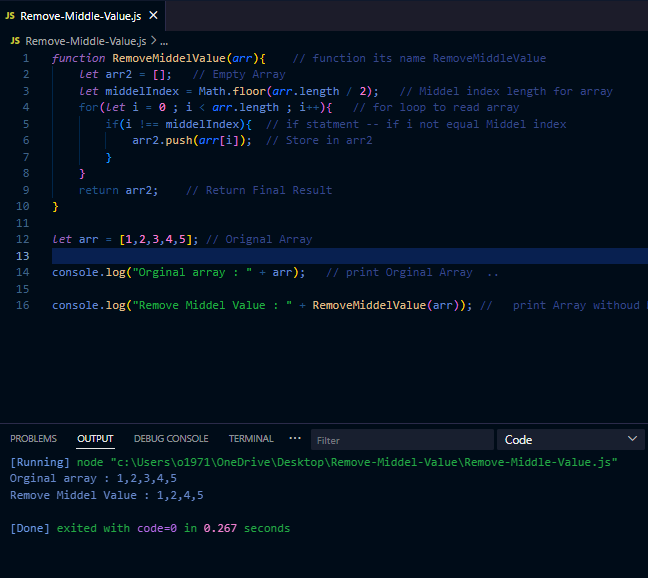 JS Remove-Middle-Value.js ×
JS Remove-Middle-Value.js > ...
1 function RemoveMiddelValue(arr){ // function its name RemoveMiddleValue
2 let arr2 = []; // Empty Array
3 let middelIndex = Math.floor(arr.length / 2); // Middel index length for array
4 for(let i = 0 ; i < arr.length ; i++){ // for loop to read array
5 if(i !== middelIndex){ // if statment -- if i not equal Middel index
6 arr2.push(arr[i]); // Store in arr2
7 }
8 }
9 return arr2; // Return Final Result
10 }
11
12 let arr = [1,2,3,4,5]; // Orignal Array
13
14 console.log("Orginal array : " + arr); // print Orginal Array ..
15
16 console.log("Remove Middel Value : " + RemoveMiddelValue(arr)); // print Array withoud
PROBLEMS OUTPUT DEBUG CONSOLE TERMINAL ... Filter Code
[Running] node "c:\Users\o1971\OneDrive\Desktop\Remove-Middel-Value\Remove-Middle-Value.js"
Orginal array : 1,2,3,4,5
Remove Middel Value : 1,2,4,5
[Done] exited with code=0 in 0.267 seconds